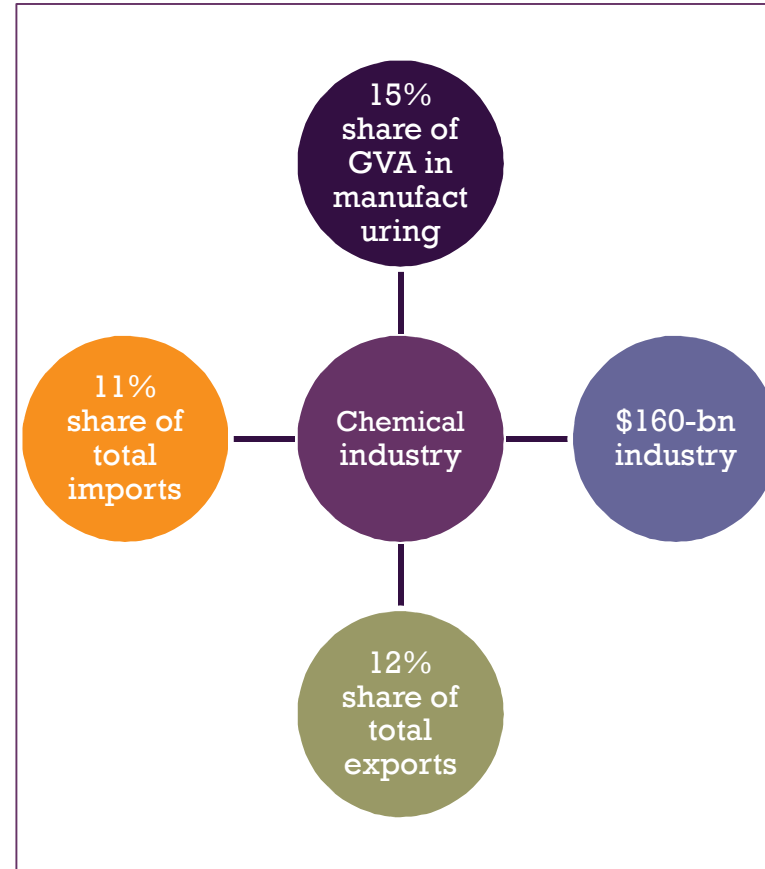 15%
share of
GVA in
manufact
uring
11%
share of
total
imports
Chemical
industry
$160-bn
industry
12%
share of
total
exports